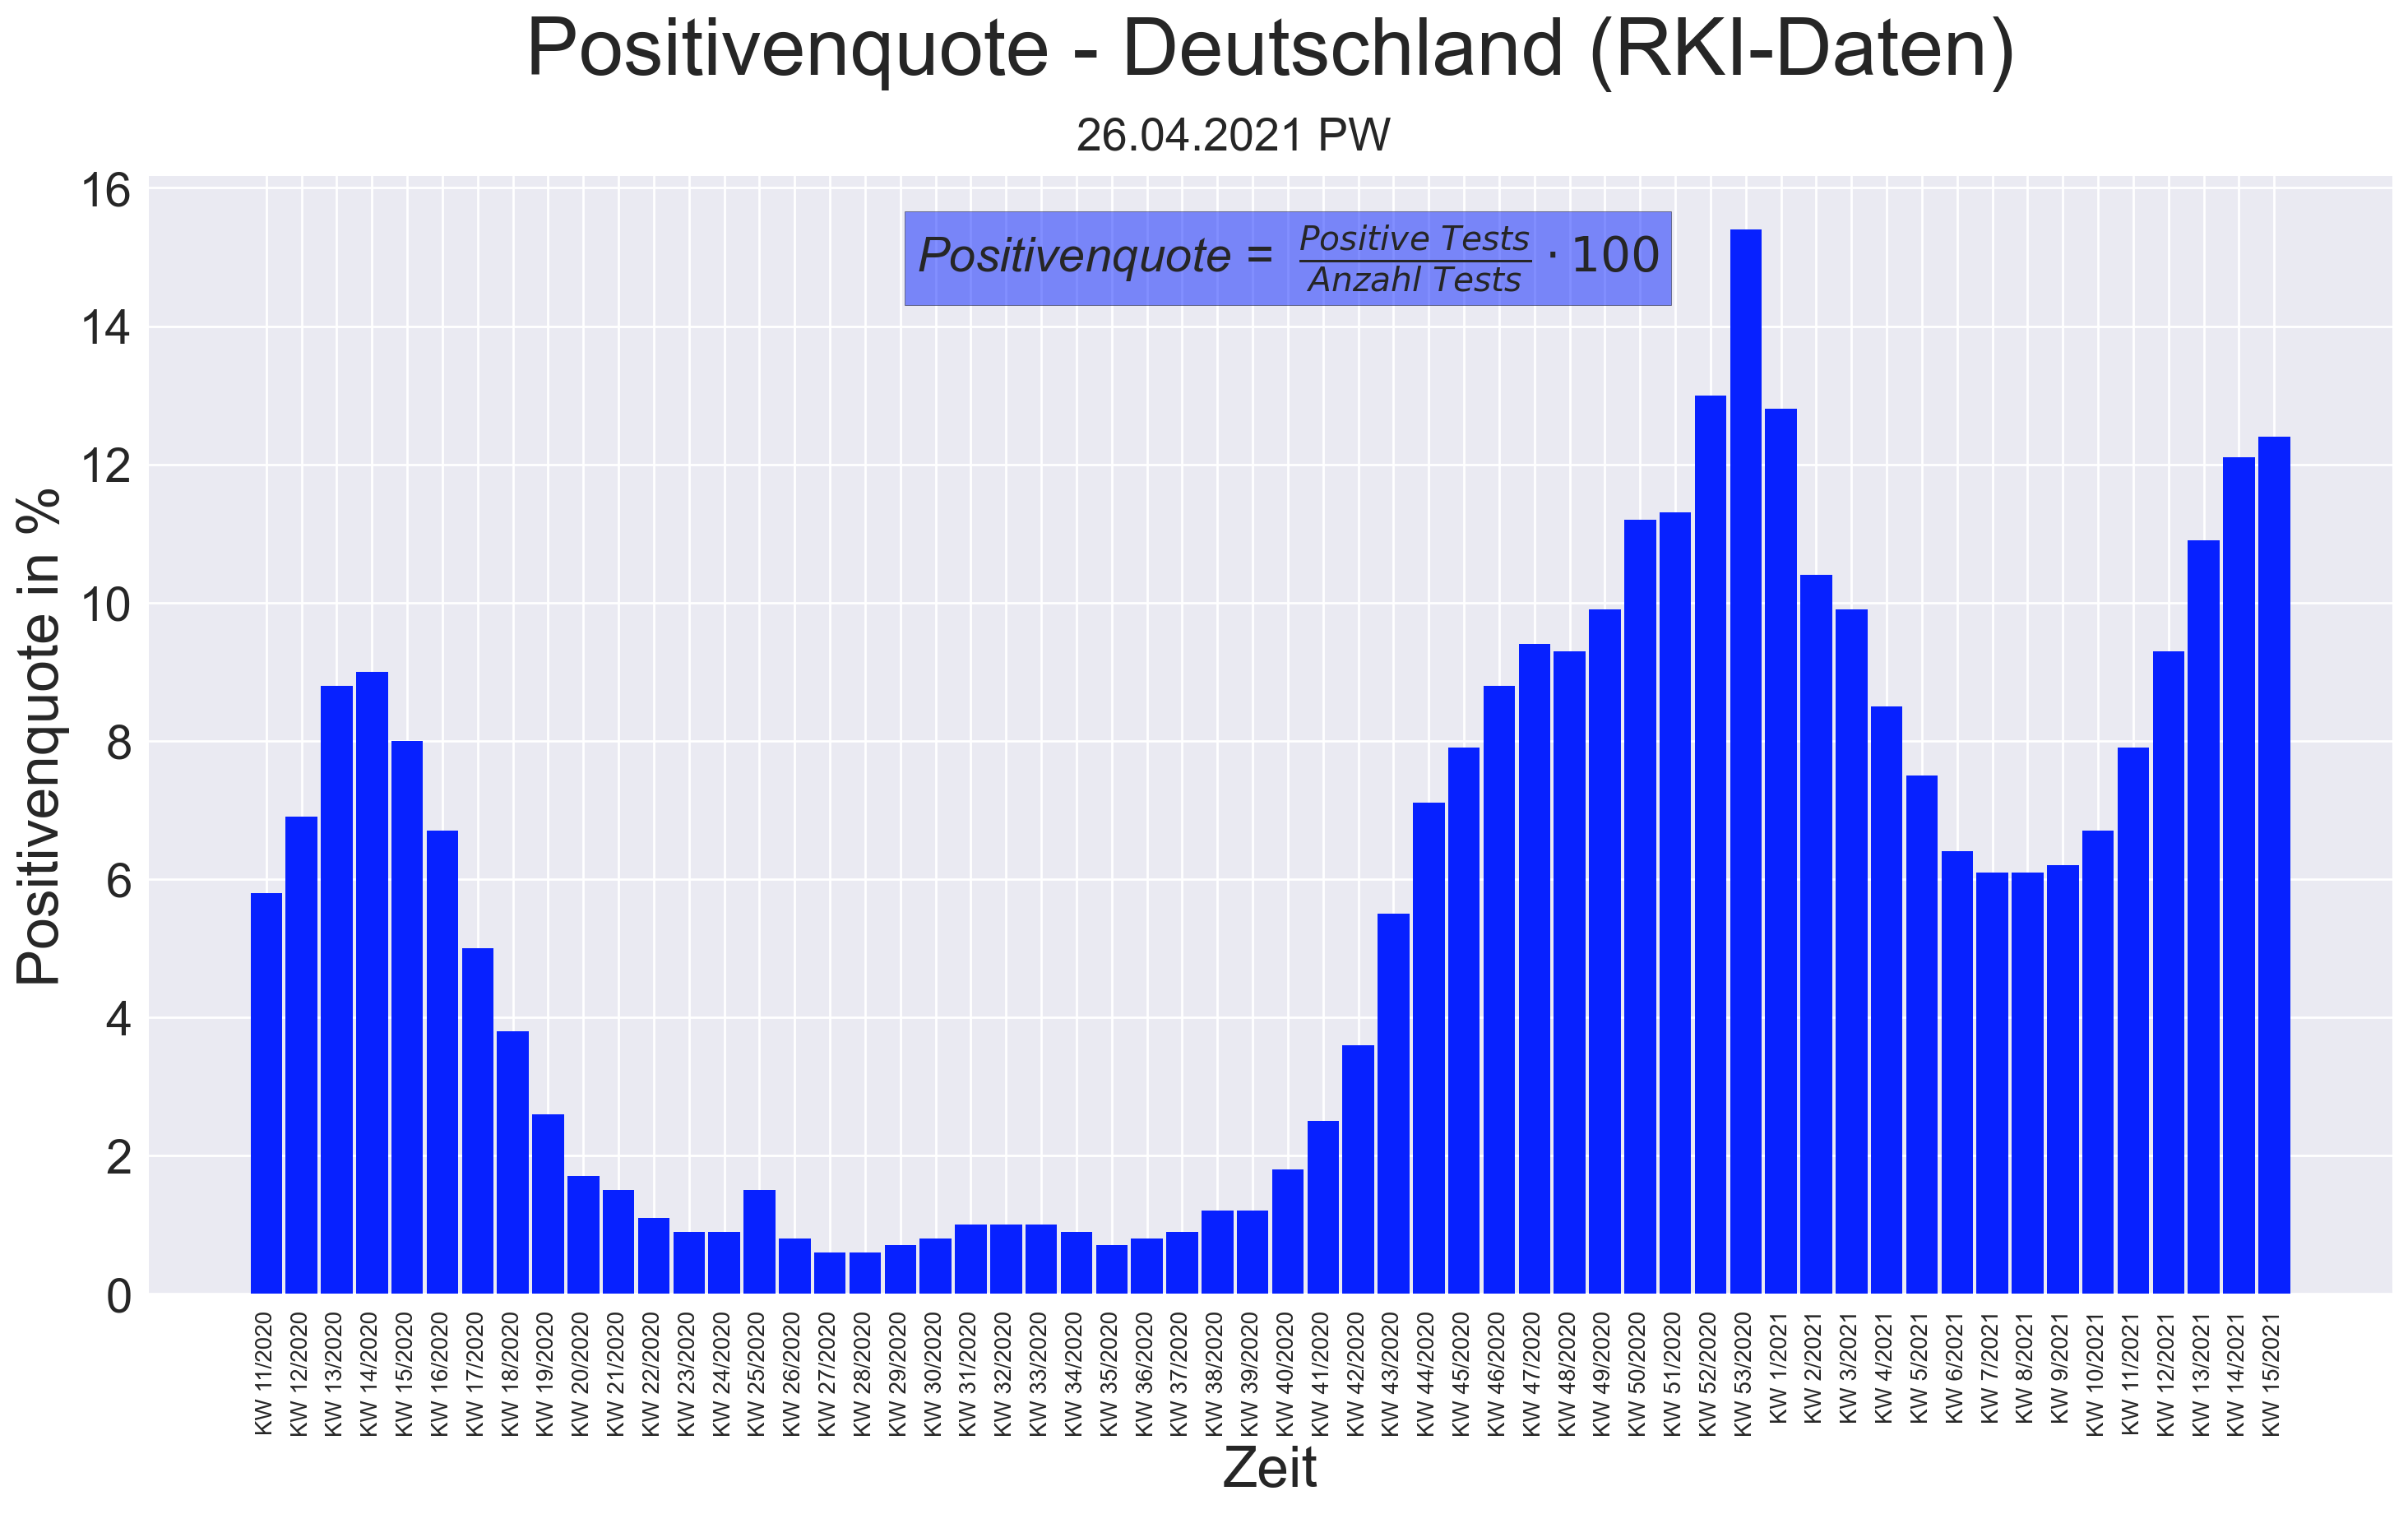 Positivenquote - Deutschland (RKI-Daten)
26.04.2021 PW
Positivenquote = Positive Tests / Anzahl Tests · 100
Positivenquote in %
16
14
12
10
8
6
4
2
0
KW 11/2020
KW 12/2020
KW 13/2020
KW 14/2020
KW 15/2020
KW 16/2020
KW 17/2020
KW 18/2020
KW 19/2020
KW 20/2020
KW 21/2020
KW 22/2020
KW 23/2020
KW 24/2020
KW 25/2020
KW 26/2020
KW 27/2020
KW 28/2020
KW 29/2020
KW 30/2020
KW 31/2020
KW 32/2020
KW 33/2020
KW 34/2020
KW 35/2020
KW 36/2020
KW 37/2020
KW 38/2020
KW 39/2020
KW 40/2020
KW 41/2020
KW 42/2020
KW 43/2020
KW 44/2020
KW 45/2020
KW 46/2020
KW 47/2020
KW 48/2020
KW 49/2020
KW 50/2020
KW 51/2020
KW 52/2020
KW 53/2020
KW 1/2021
KW 2/2021
KW 3/2021
KW 4/2021
KW 5/2021
KW 6/2021
KW 7/2021
KW 8/2021
KW 9/2021
KW 10/2021
KW 11/2021
KW 12/2021
KW 13/2021
KW 14/2021
KW 15/2021
Zeit